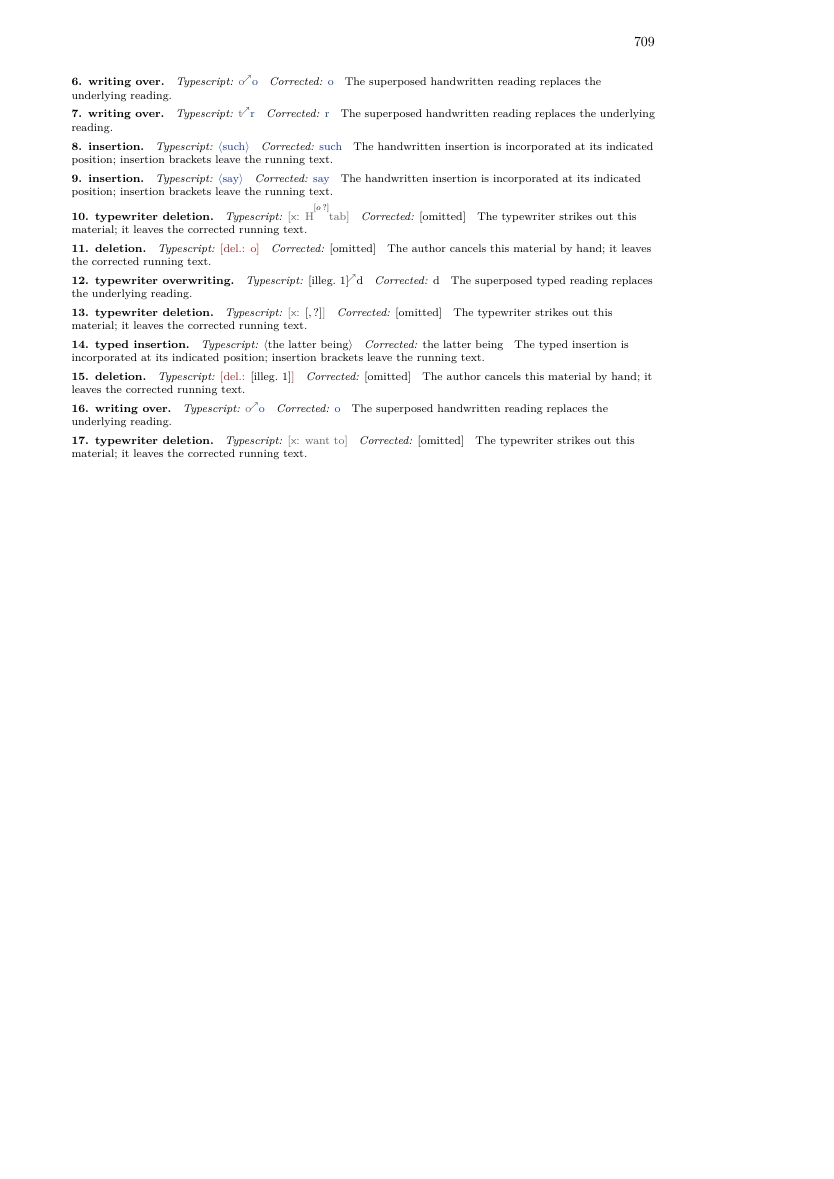 709
6. writing over. Typescript: o↗o Corrected: o The superposed handwritten reading replaces the
underlying reading.
7. writing over. Typescript: t↗r Corrected: r The superposed handwritten reading replaces the underlying
reading.
8. insertion. Typescript: ⟨such⟩ Corrected: such The handwritten insertion is incorporated at its indicated
position; insertion brackets leave the running text.
9. insertion. Typescript: ⟨say⟩ Corrected: say The handwritten insertion is incorporated at its indicated
position; insertion brackets leave the running text.
10. typewriter deletion. Typescript: [x: H[o ?]tab] Corrected: [omitted] The typewriter strikes out this
material; it leaves the corrected running text.
11. deletion. Typescript: [del.: o] Corrected: [omitted] The author cancels this material by hand; it leaves
the corrected running text.
12. typewriter overwriting. Typescript: [illeg. 1]↗d Corrected: d The superposed typed reading replaces
the underlying reading.
13. typewriter deletion. Typescript: [x: [, ?]] Corrected: [omitted] The typewriter strikes out this
material; it leaves the corrected running text.
14. typed insertion. Typescript: ⟨the latter being⟩ Corrected: the latter being The typed insertion is
incorporated at its indicated position; insertion brackets leave the running text.
15. deletion. Typescript: [del.: [illeg. 1]] Corrected: [omitted] The author cancels this material by hand; it
leaves the corrected running text.
16. writing over. Typescript: o↗o Corrected: o The superposed handwritten reading replaces the
underlying reading.
17. typewriter deletion. Typescript: [x: want to] Corrected: [omitted] The typewriter strikes out this
material; it leaves the corrected running text.